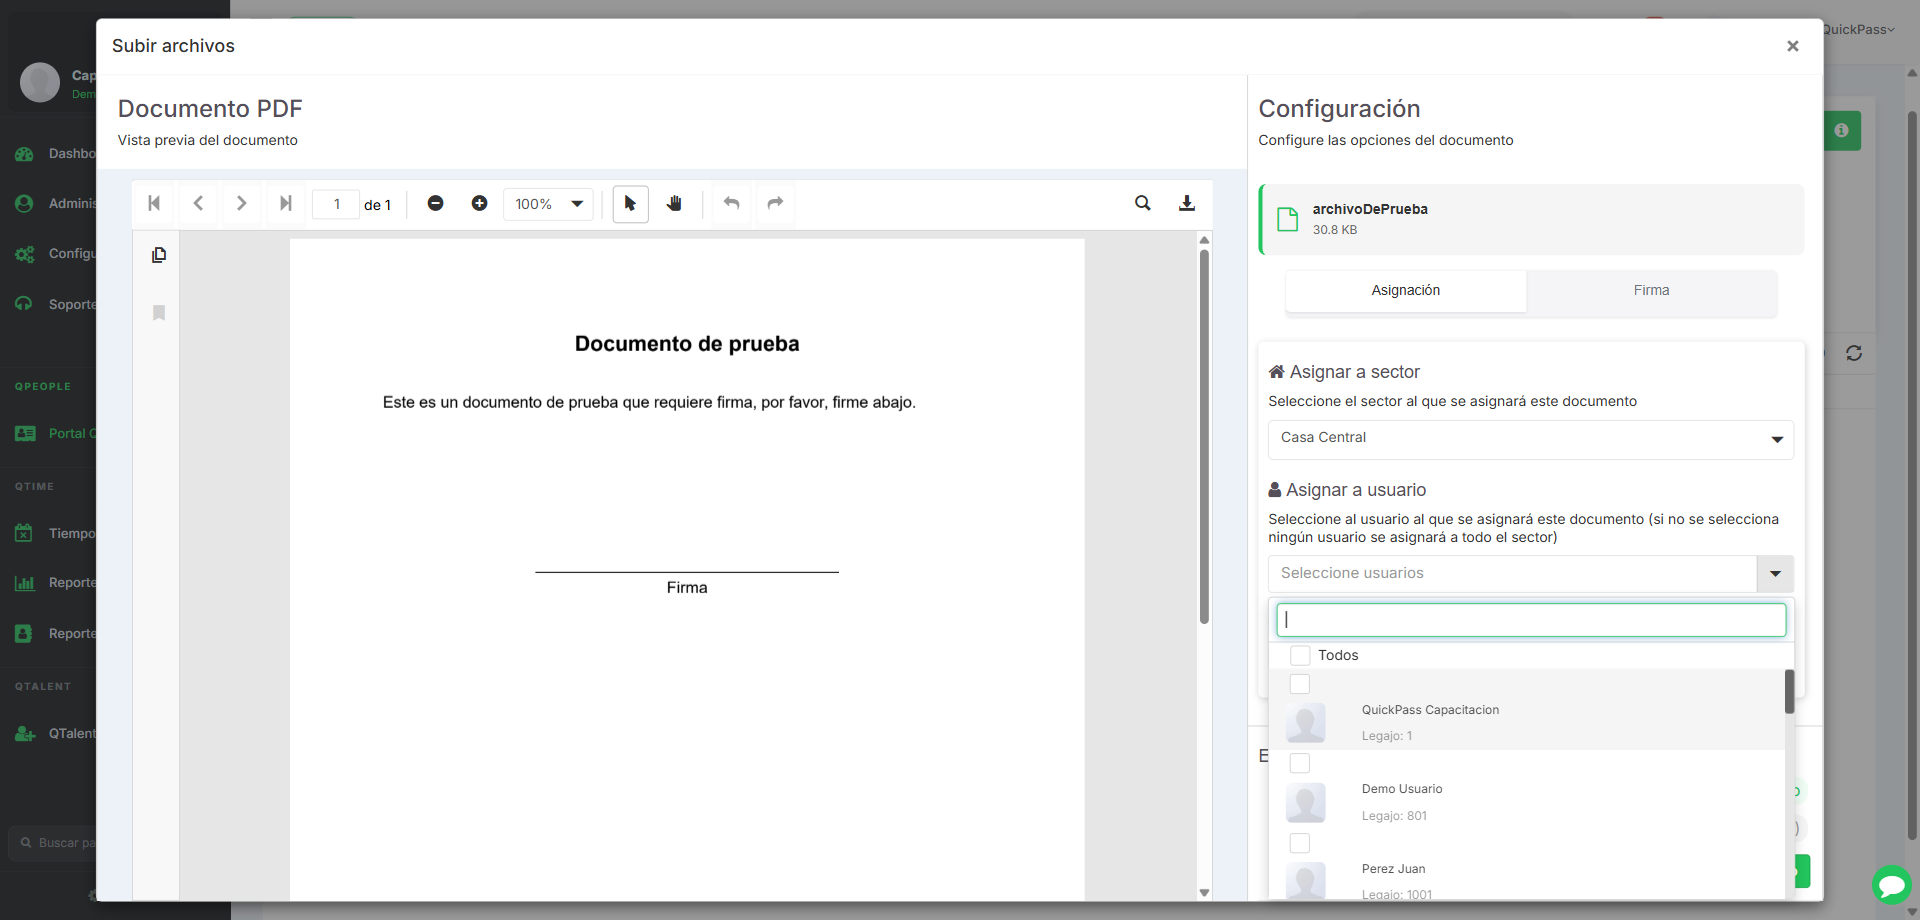 Subir archivos
×
QuickPass
Cap
Dem
Dashbo
Adminis
Configu
Soporte
QPEOPLE
Portal
QTIME
Tiempo
Reporte
Reporte
QTALENT
QTalent
Buscar pa
Documento PDF
Vista previa del documento
1 de 1
100%
Documento de prueba
Este es un documento de prueba que requiere firma, por favor, firme abajo.
Firma
Configuración
Configure las opciones del documento
archivoDePrueba
30.8 KB
Asignación
Firma
Asignar a sector
Seleccione el sector al que se asignará este documento
Casa Central
Asignar a usuario
Seleccione al usuario al que se asignará este documento (si no se selecciona
ningún usuario se asignará a todo el sector)
Seleccione usuarios
Todos
QuickPass Capacitacion
Legajo: 1
Demo Usuario
Legajo: 801
Perez Juan
Legajo: 1001